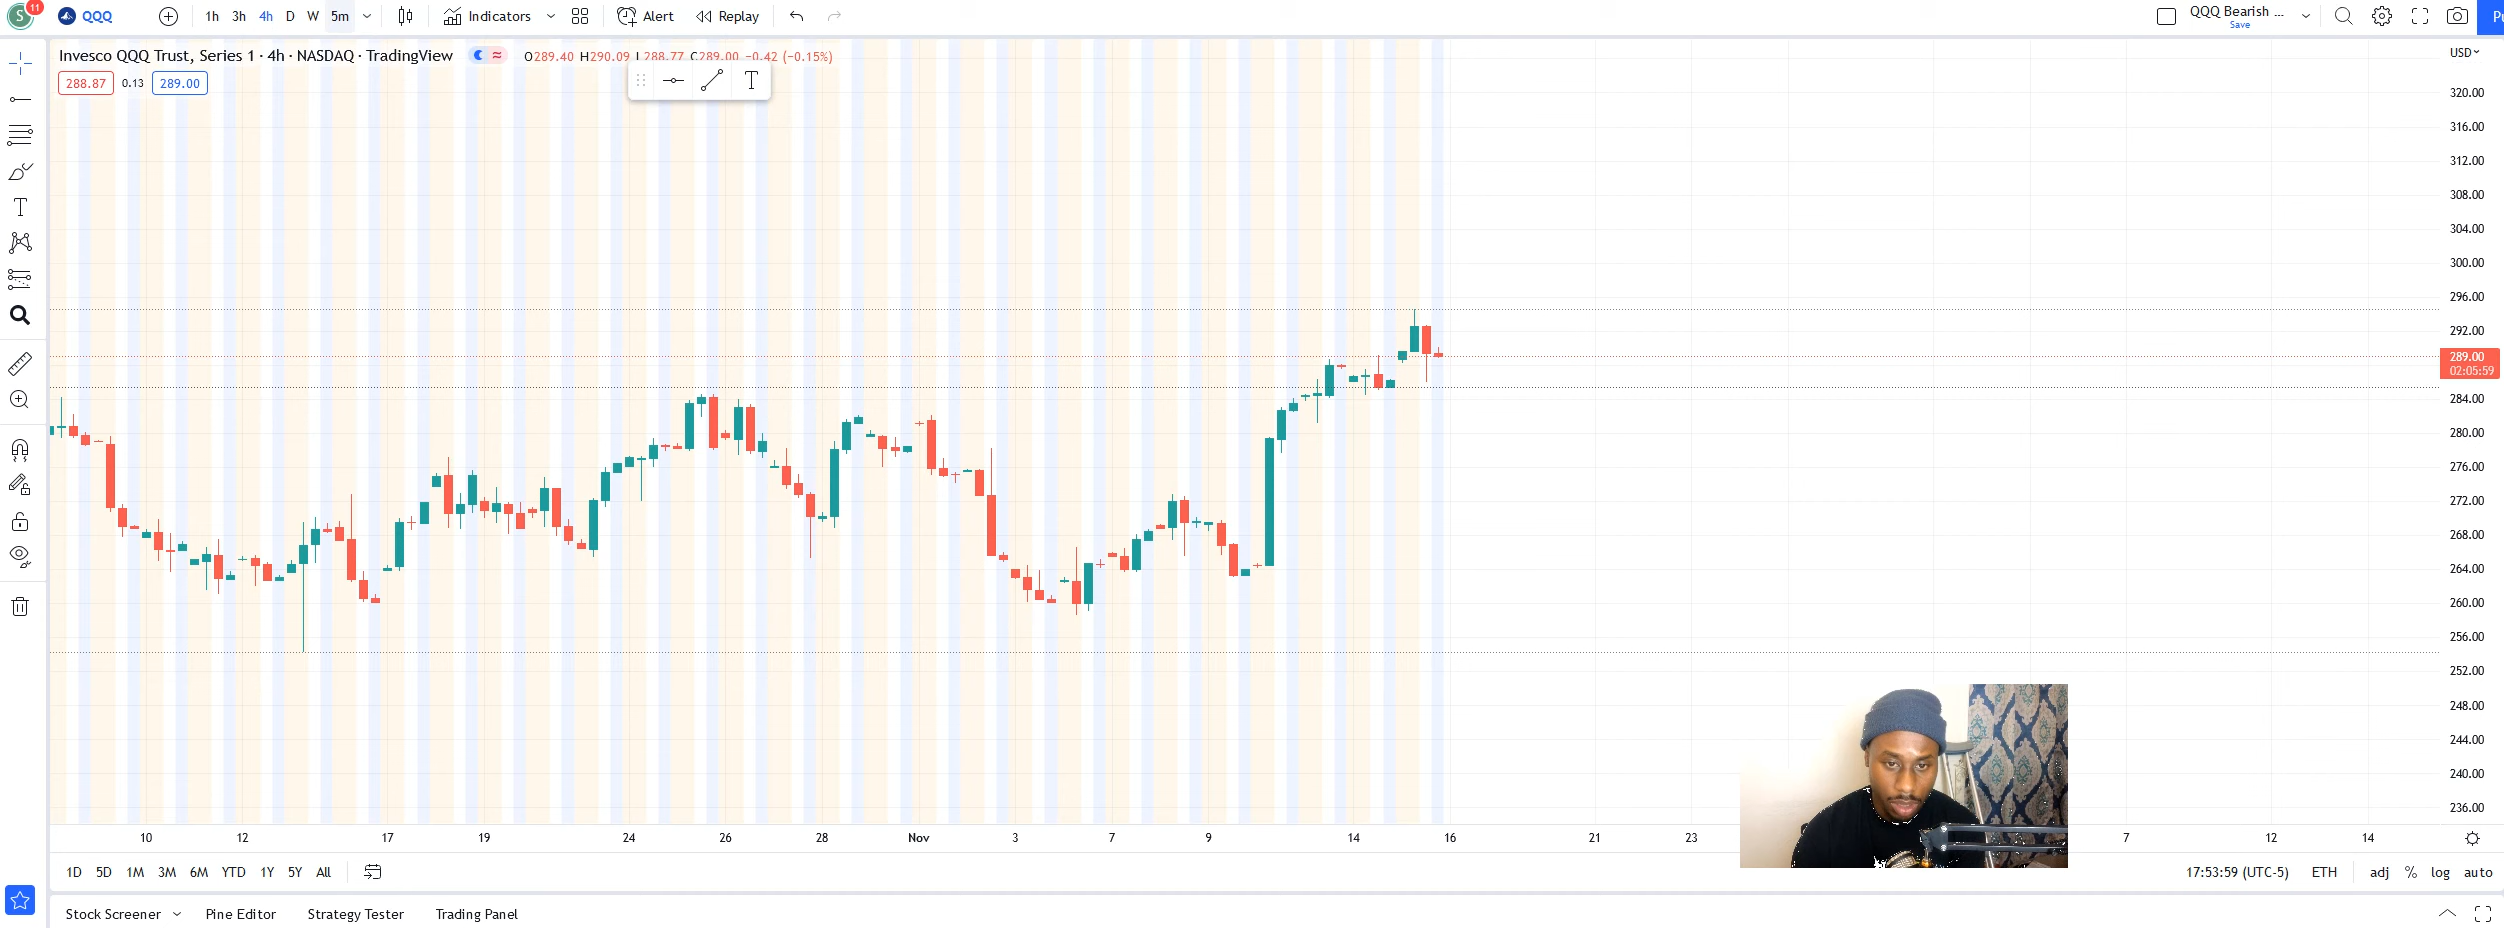 S 11 QQQ 1h 3h 4h D W 5m Indicators Alert Replay QQQ Bearish ...
Save
Invesco QQQ Trust, Series 1 · 4h · NASDAQ · TradingView O289.40 H290.09 L288.77 C289.00 −0.42 (−0.15%)
USD
288.87 0.13 289.00
T
T
320.00
316.00
312.00
308.00
304.00
300.00
296.00
292.00
289.00
02:05:59
284.00
280.00
276.00
272.00
268.00
264.00
260.00
256.00
252.00
248.00
244.00
240.00
236.00
10 12 17 19 24 26 28 Nov 3 7 9 14 16 21 23 7 12 14
1D 5D 1M 3M 6M YTD 1Y 5Y All 17:53:59 (UTC-5) ETH adj % log auto
Stock Screener Pine Editor Strategy Tester Trading Panel